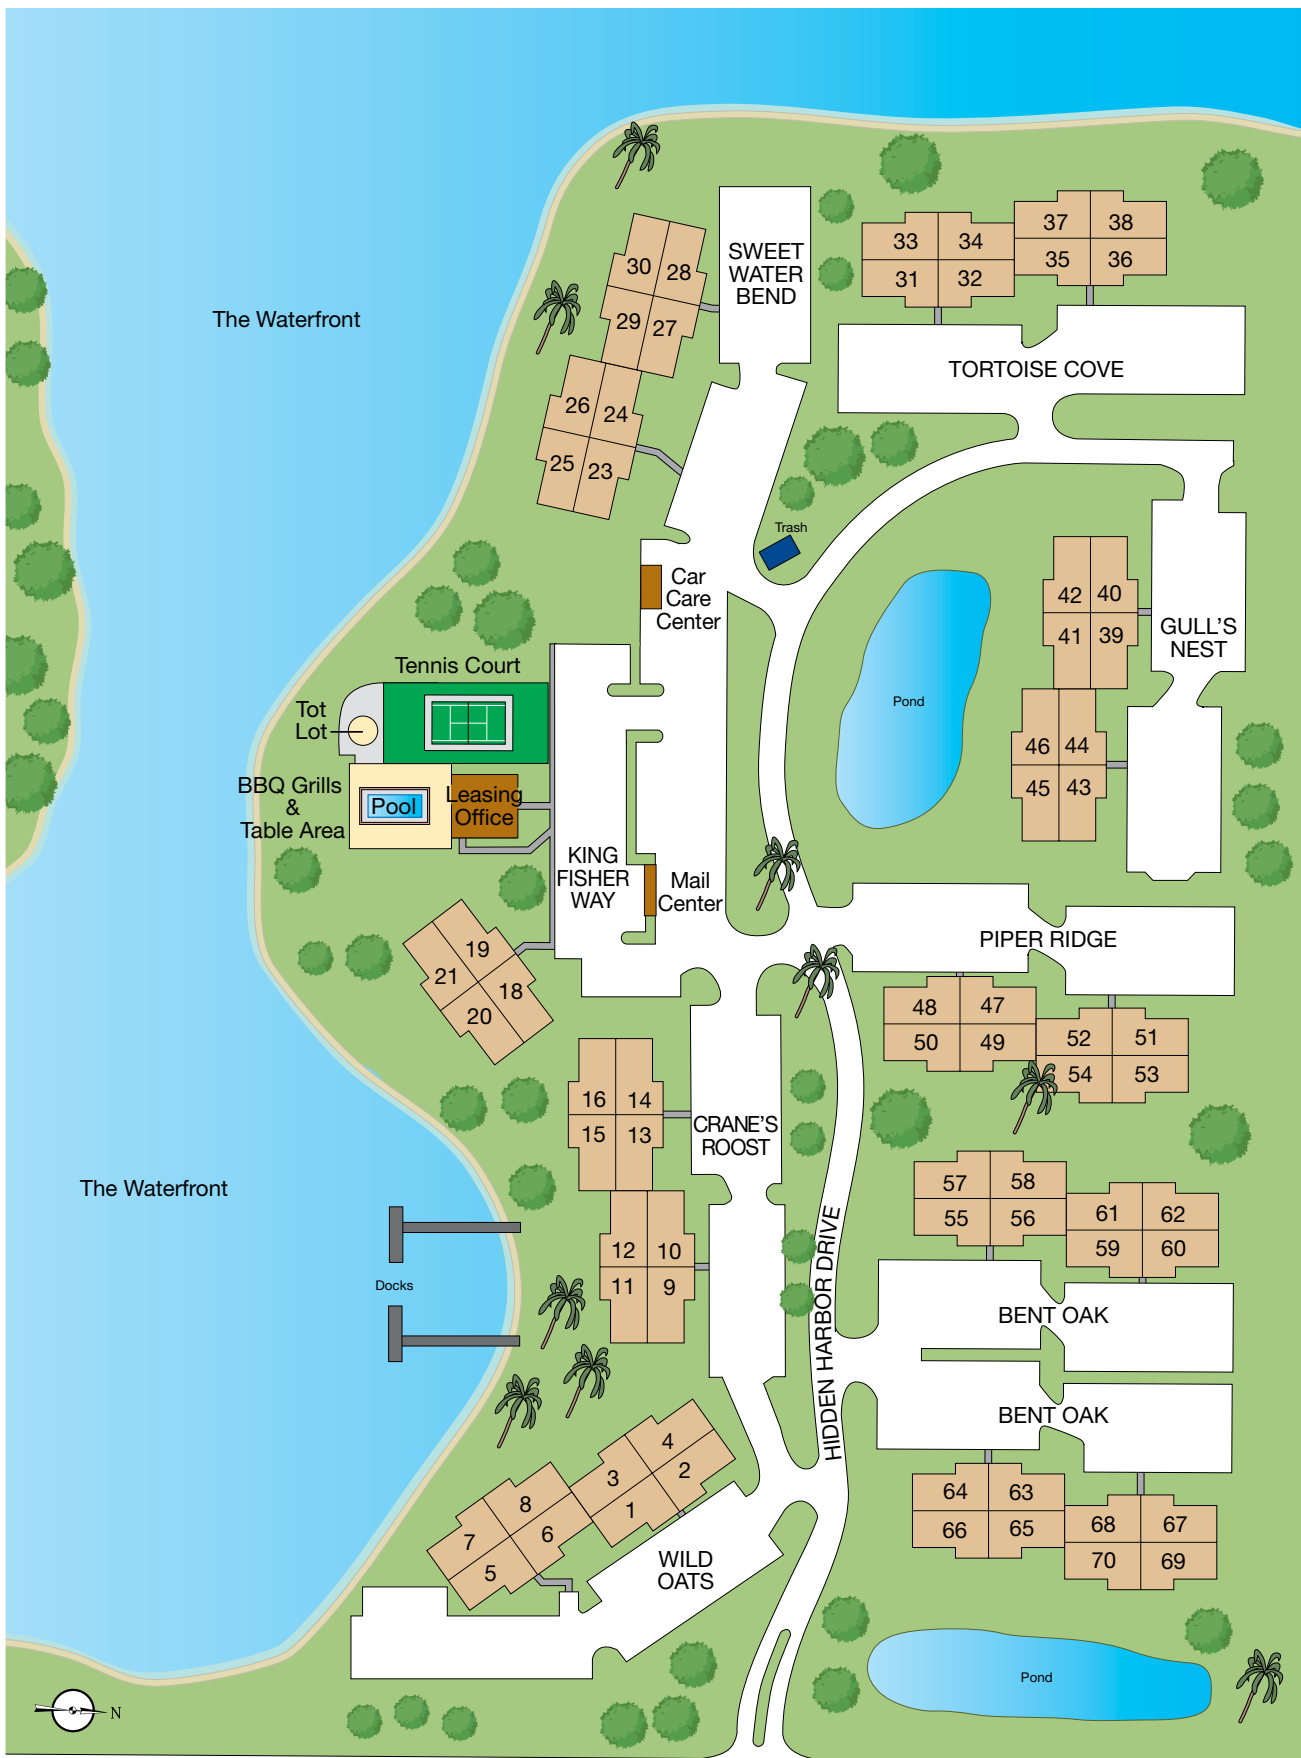 SWEET
WATER
BEND
33
34
31
32
37
38
35
36
30
28
29
27
The Waterfront
TORTOISE COVE
26
24
25
23
Trash
Car
Care
Center
42
40
41
39
GULL'S
NEST
Tennis Court
Tot
Lot
Pond
46
44
45
43
BBQ Grills
&
Table Area
Pool
Leasing
Office
KING
FISHER
WAY
Mail
Center
19
21
18
20
PIPER RIDGE
48
47
50
49
52
51
54
53
16
14
15
13
CRANE'S
ROOST
The Waterfront
57
58
55
56
61
62
59
60
12
10
11
9
Docks
HIDDEN HARBOR DRIVE
BENT OAK
BENT OAK
4
3
2
1
8
7
6
5
64
63
66
65
68
67
70
69
WILD
OATS
Pond
N